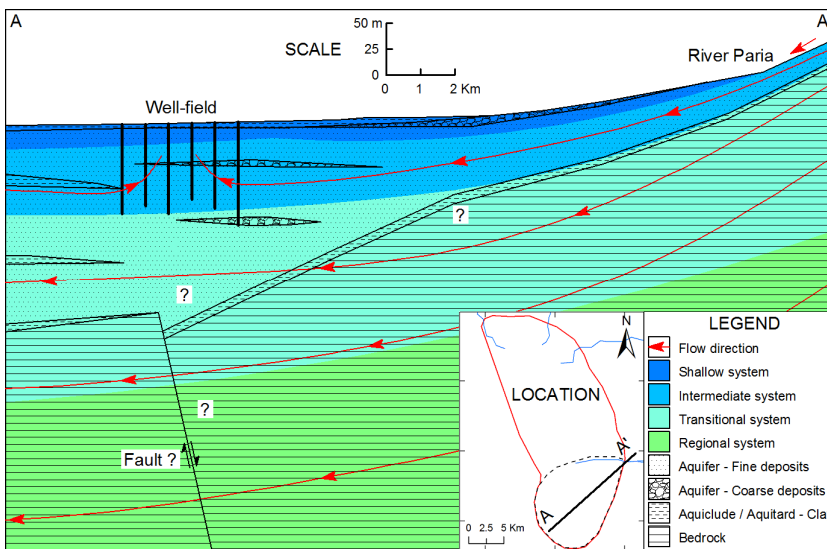 A
A'
50 m
25
0
SCALE
0 1 2 Km
River Paria
Well-field
?
?
?
Fault ?
LOCATION
N
A'
A
0 2.5 5 Km
LEGEND
Flow direction
Shallow system
Intermediate system
Transitional system
Regional system
Aquifer - Fine deposits
Aquifer - Coarse deposits
Aquiclude / Aquitard - Cla
Bedrock